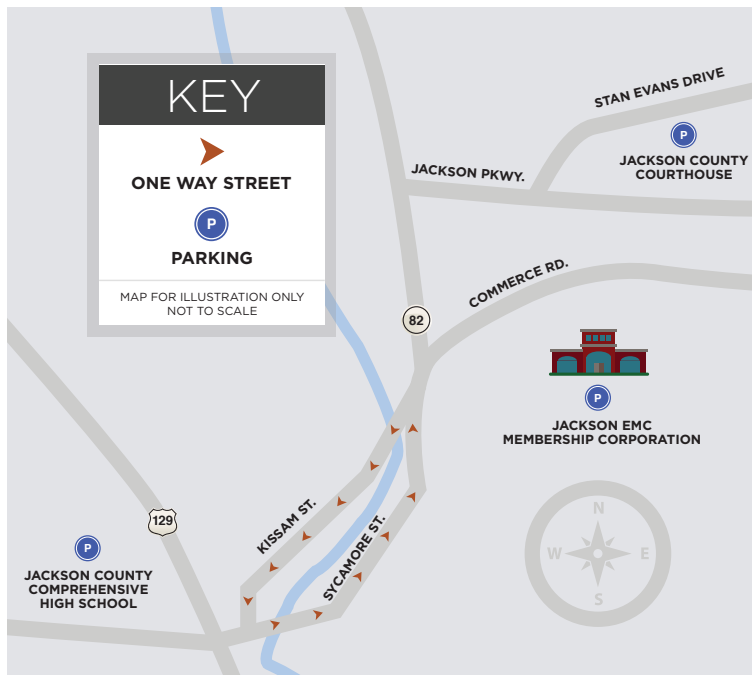 KEY
ONE WAY STREET
P
PARKING
MAP FOR ILLUSTRATION ONLY
NOT TO SCALE
STAN EVANS DRIVE
P
JACKSON COUNTY
COURTHOUSE
JACKSON PKWY.
COMMERCE RD.
82
P
JACKSON EMC
MEMBERSHIP CORPORATION
KISSAM ST.
SYCAMORE ST.
129
P
JACKSON COUNTY
COMPREHENSIVE
HIGH SCHOOL
N
W E
S